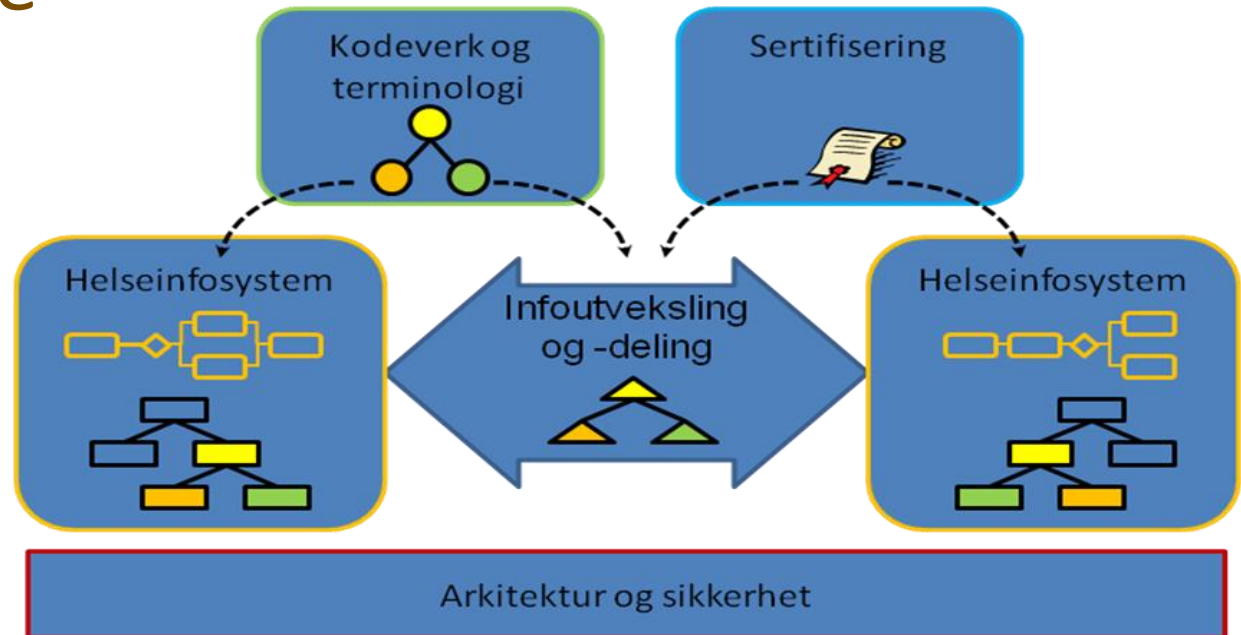 Kodeverk og
terminologi
Sertifisering
Helseinfosystem
Infoutveksling
og -deling
Helseinfosystem
Arkitektur og sikkerhet